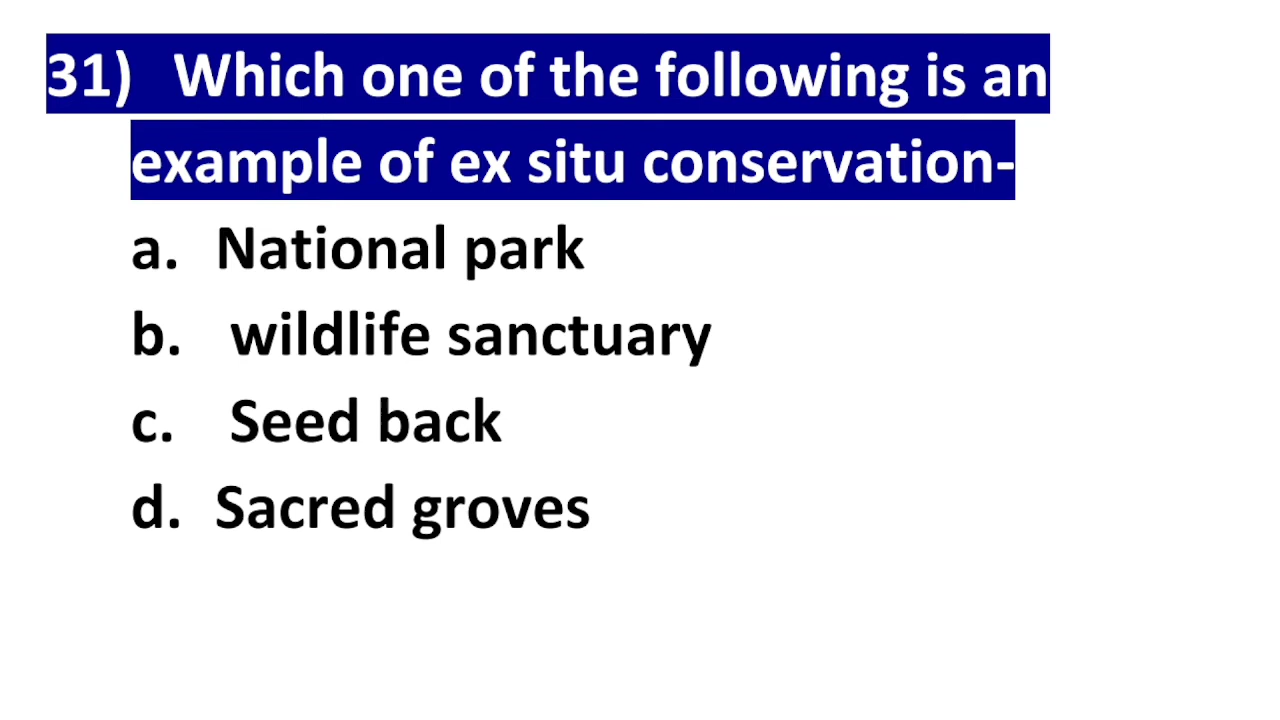 31) Which one of the following is an
example of ex situ conservation-
a. National park
b. wildlife sanctuary
c. Seed back
d. Sacred groves